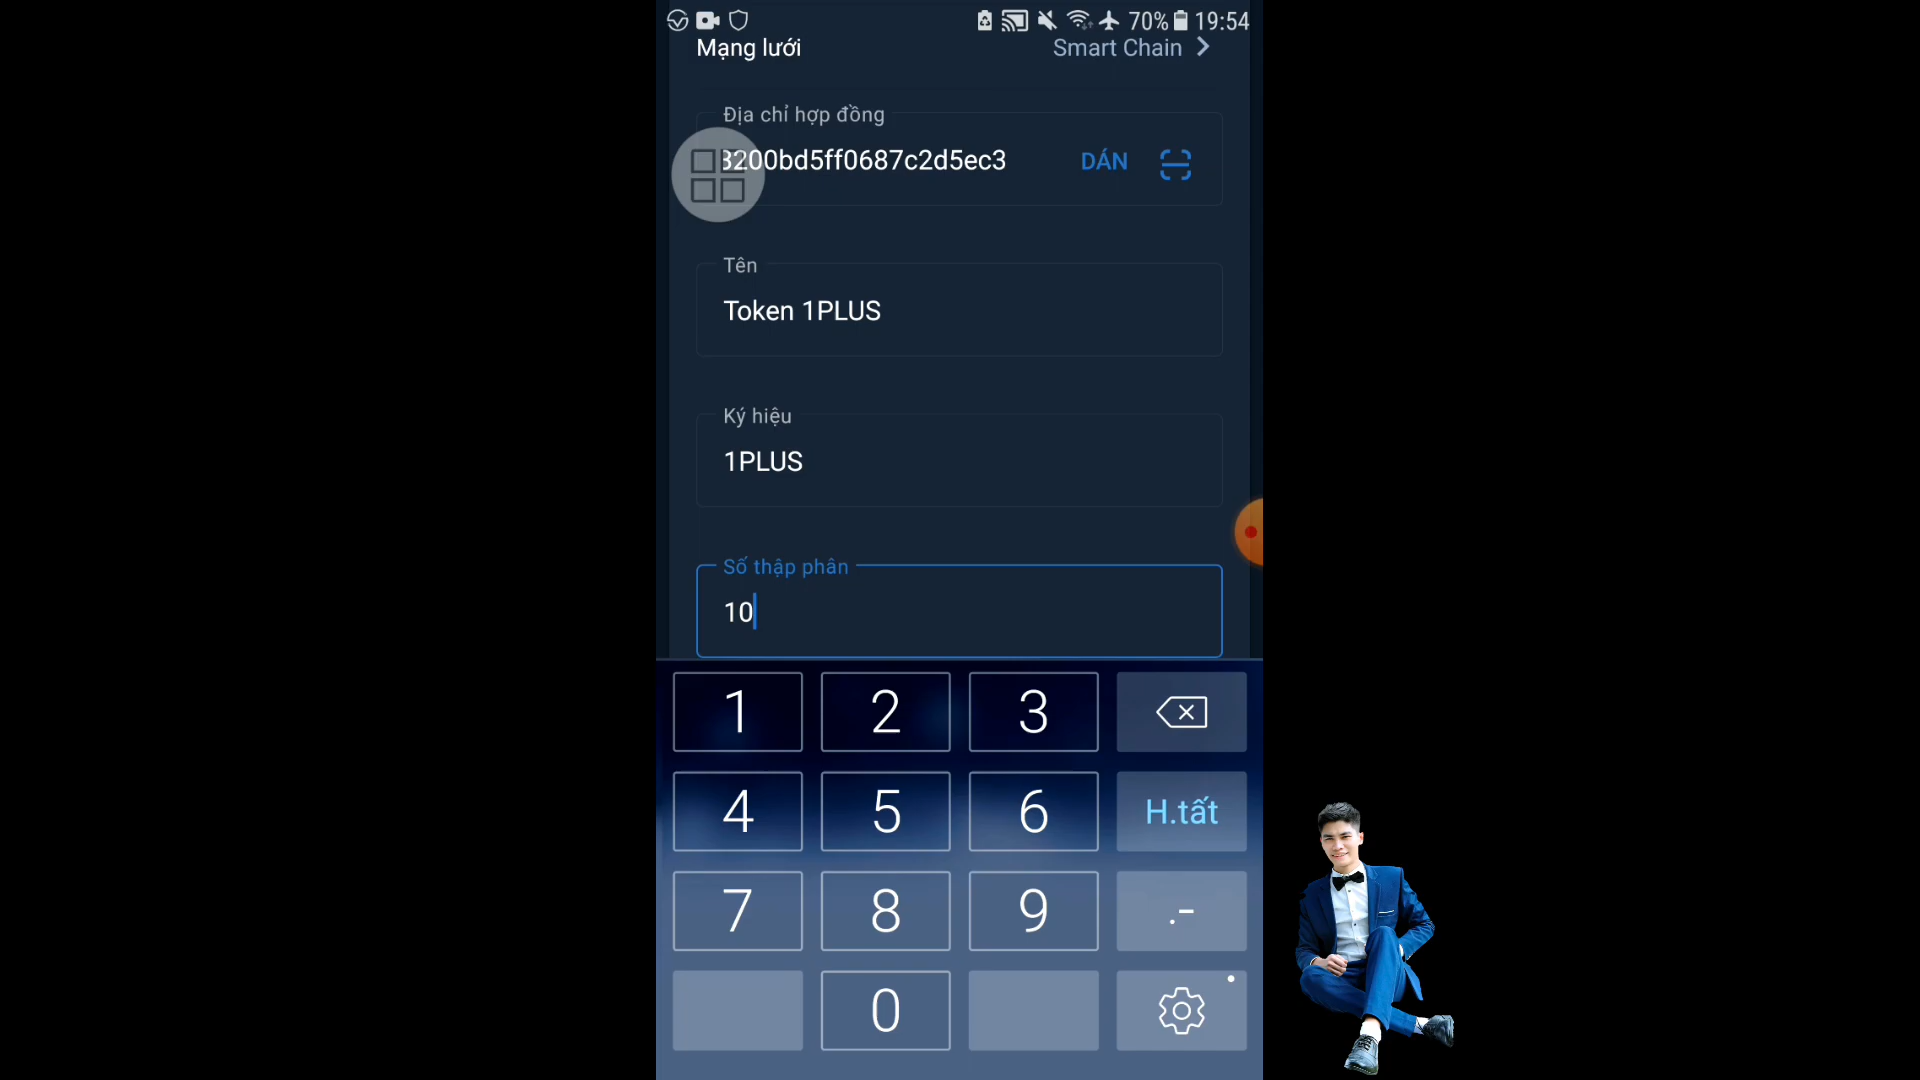 70% 19:54
Mạng lưới Smart Chain
Địa chỉ hợp đồng
3200bd5ff0687c2d5ec3 DÁN
Tên
Token 1PLUS
Ký hiệu
1PLUS
Số thập phân
10
1 2 3
4 5 6 H.tất
7 8 9 .-
0